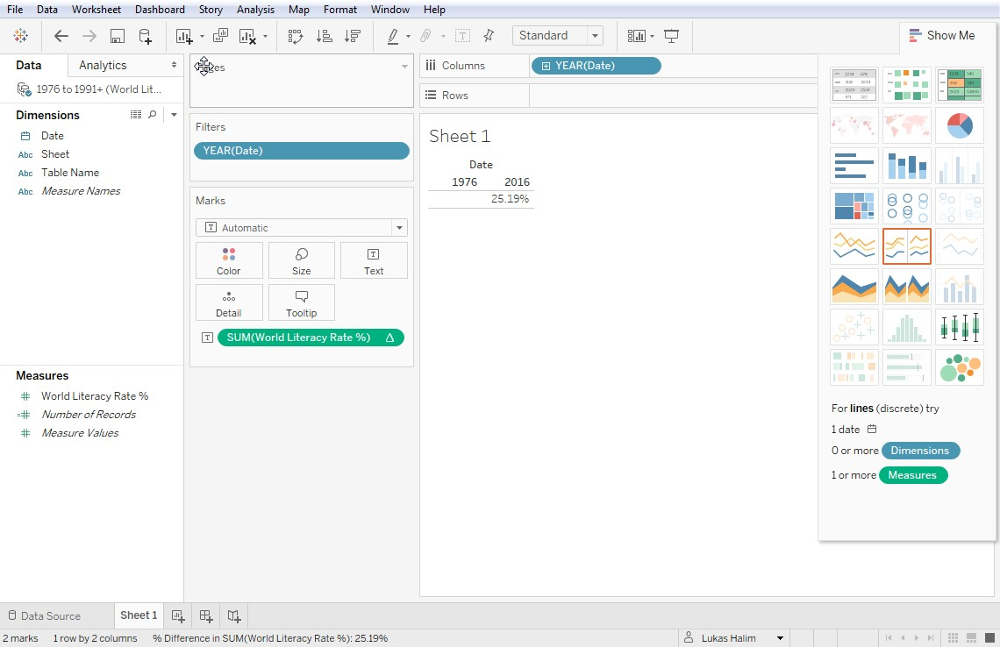 File Data Worksheet Dashboard Story Analysis Map Format Window Help
Standard
Show Me
Data Analytics
1976 to 1991+ (World Lit...
Dimensions
Date
Abc Sheet
Abc Table Name
Abc Measure Names
Measures
World Literacy Rate %
Number of Records
Measure Values
Filters
YEAR(Date)
Marks
Automatic
Color Size Text
Detail Tooltip
SUM(World Literacy Rate %)
Columns YEAR(Date)
Rows
Sheet 1
Date
1976 2016
25.19%
For lines (discrete) try
1 date
0 or more Dimensions
1 or more Measures
Data Source Sheet 1
2 marks 1 row by 2 columns % Difference in SUM(World Literacy Rate %): 25.19% Lukas Halim